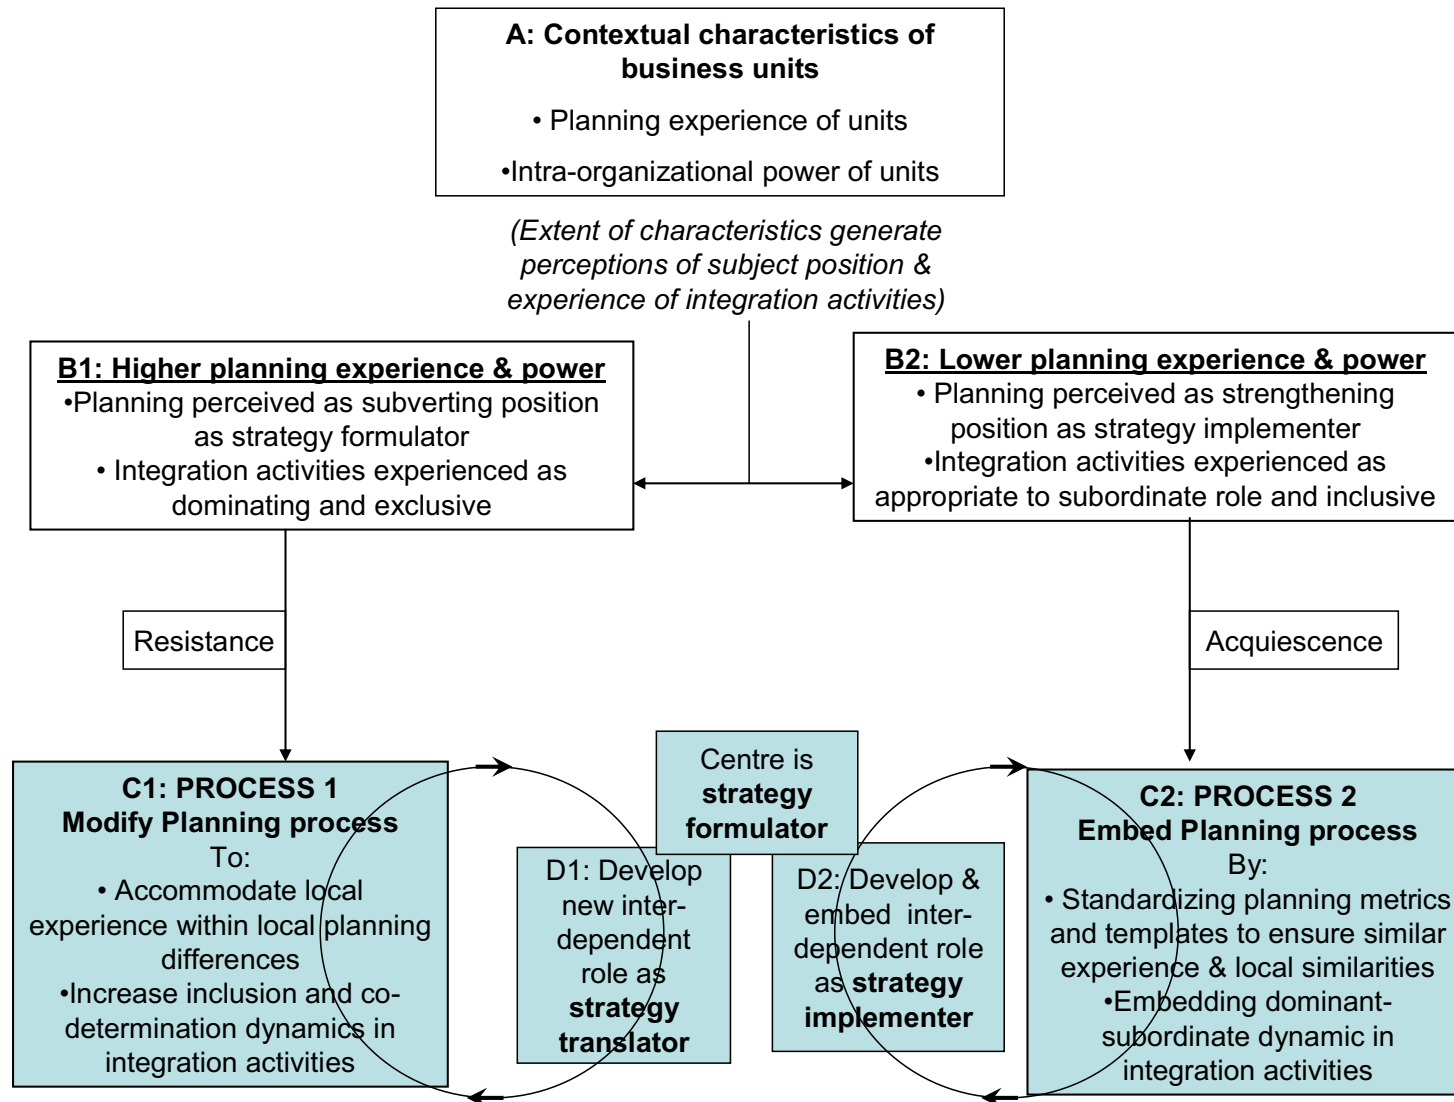 A: Contextual characteristics of
business units
• Planning experience of units
•Intra-organizational power of units
(Extent of characteristics generate
perceptions of subject position &
experience of integration activities)
B1: Higher planning experience & power
•Planning perceived as subverting position
as strategy formulator
• Integration activities experienced as
dominating and exclusive
B2: Lower planning experience & power
• Planning perceived as strengthening
position as strategy implementer
•Integration activities experienced as
appropriate to subordinate role and inclusive
Resistance
Acquiescence
C1: PROCESS 1
Modify Planning process
To:
• Accommodate local
experience within local planning
differences
•Increase inclusion and co-
determination dynamics in
integration activities
D1: Develop
new inter-
dependent
role as
strategy
translator
Centre is
strategy
formulator
D2: Develop &
embed inter-
dependent role
as strategy
implementer
C2: PROCESS 2
Embed Planning process
By:
• Standardizing planning metrics
and templates to ensure similar
experience & local similarities
•Embedding dominant-
subordinate dynamic in
integration activities